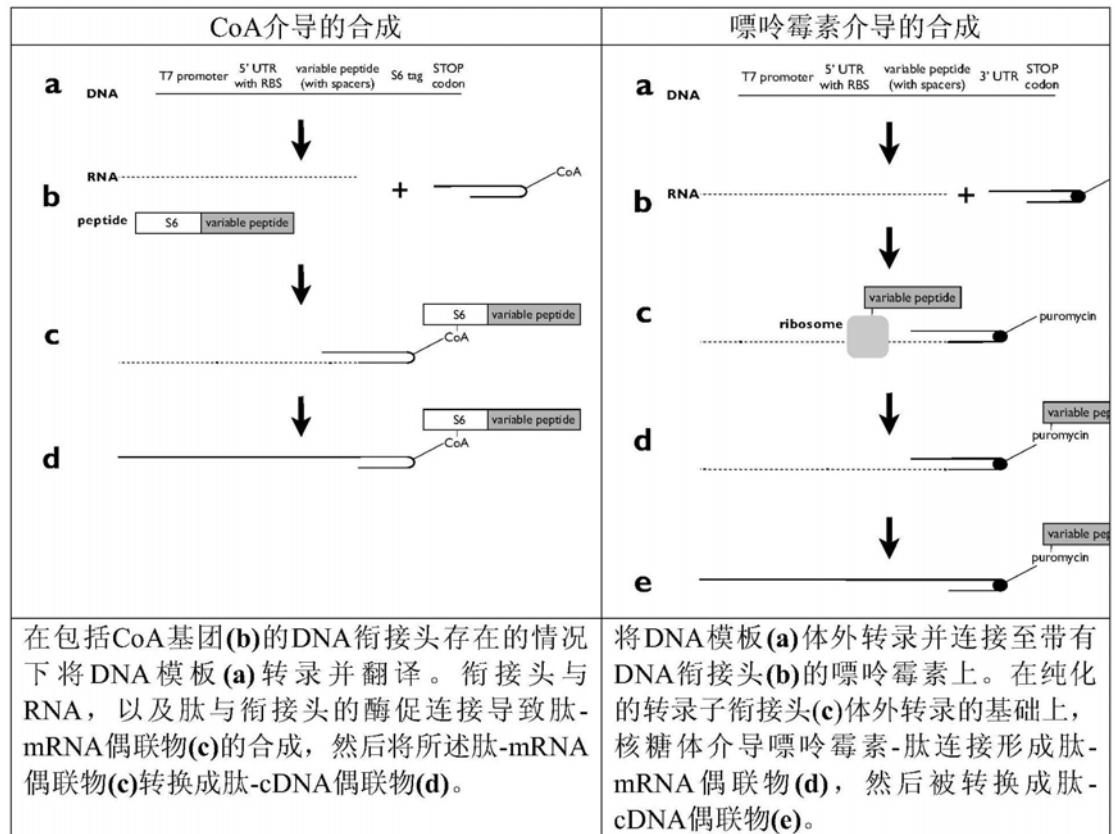 CoA介导的合成
a DNA T7 promoter 5' UTR with RBS variable peptide (with spacers) S6 tag STOP codon
b RNA + CoA
peptide S6 variable peptide
c S6 variable peptide
CoA
d S6 variable peptide
CoA
在包括CoA基团(b)的DNA衔接头存在的情况
下将DNA模板(a)转录并翻译。衔接头与
RNA，以及肽与衔接头的酶促连接导致肽-
mRNA偶联物(c)的合成，然后将所述肽-mRNA
偶联物(c)转换成肽-cDNA偶联物(d)。
嘌呤霉素介导的合成
a DNA T7 promoter 5' UTR with RBS variable peptide (with spacers) 3' UTR STOP codon
b RNA +
c variable peptide
ribosome puromycin
d variable pep
puromycin
e variable pep
puromycin
将DNA模板(a)体外转录并连接至带有
DNA衔接头(b)的嘌呤霉素上。在纯化
的转录子衔接头(c)体外转录的基础上，
核糖体介导嘌呤霉素-肽连接形成肽-
mRNA偶联物(d)，然后被转换成肽-
cDNA偶联物(e)。